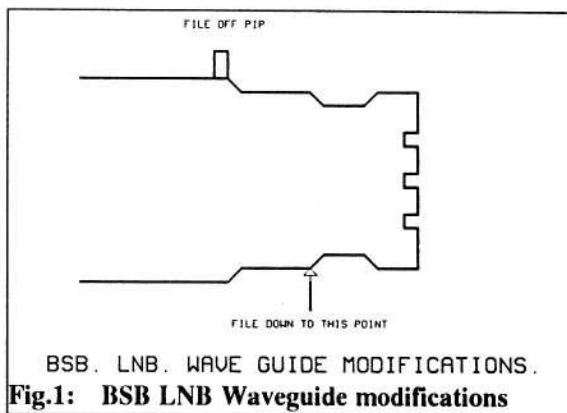 FILE OFF PIP
FILE DOWN TO THIS POINT
BSB. LNB. WAVE GUIDE MODIFICATIONS.
Fig.1: BSB LNB Waveguide modifications